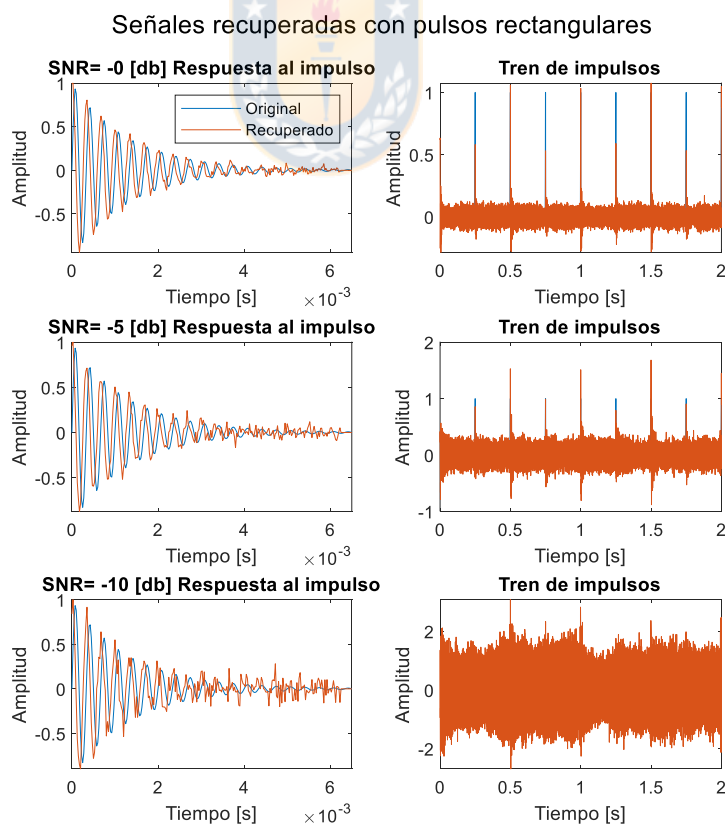 Señales recuperadas con pulsos rectangulares
SNR= -0 [db] Respuesta al impulso
1
0.5
0
-0.5
Amplitud
Original
Recuperado
0 2 4 6
Tiempo [s]
×10-3
Tren de impulsos
1
0.5
0
Amplitud
0 0.5 1 1.5 2
Tiempo [s]
SNR= -5 [db] Respuesta al impulso
1
0.5
0
-0.5
Amplitud
0 2 4 6
Tiempo [s]
×10-3
Tren de impulsos
2
1
0
-1
Amplitud
0 0.5 1 1.5 2
Tiempo [s]
SNR= -10 [db] Respuesta al impulso
1
0.5
0
-0.5
Amplitud
0 2 4 6
Tiempo [s]
×10-3
Tren de impulsos
2
0
-2
Amplitud
0 0.5 1 1.5 2
Tiempo [s]